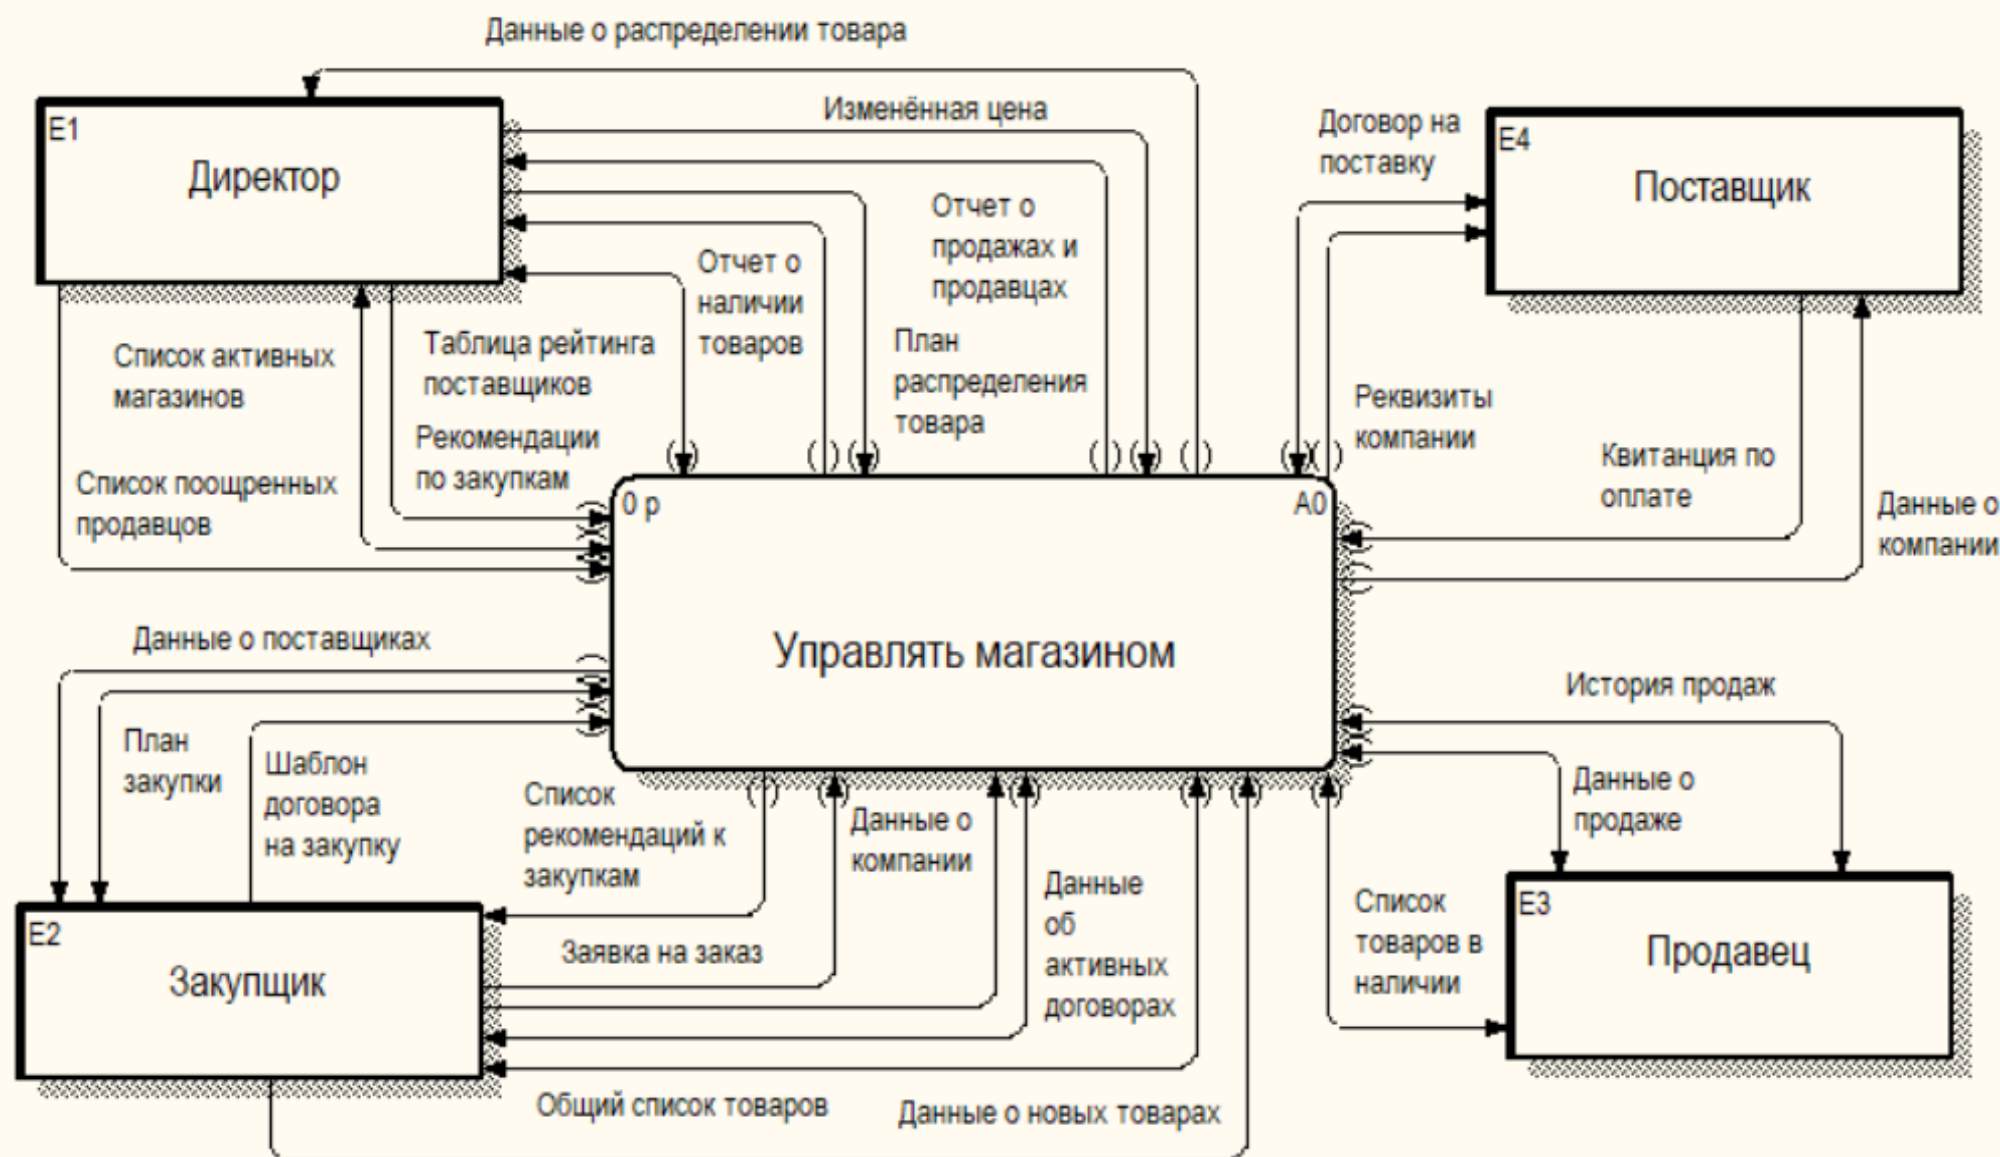 Данные о распределении товара
E1
Директор
Изменённая цена
Договор на
поставку
E4
Поставщик
Отчет о
продажах и
продавцах
Отчет о
наличии
товаров
План
распределения
товара
Список активных
магазинов
Таблица рейтинга
поставщиков
Рекомендации
по закупкам
Список поощренных
продавцов
Реквизиты
компании
Квитанция по
оплате
Данные о
компании
0 р
A0
Управлять магазином
Данные о поставщиках
План
закупки
Шаблон
договора
на закупку
История продаж
Данные о
продаже
Список
рекомендаций к
закупкам
Данные о
компании
Данные
об
активных
договорах
Список
товаров в
наличии
E3
Продавец
E2
Закупщик
Заявка на заказ
Общий список товаров
Данные о новых товарах